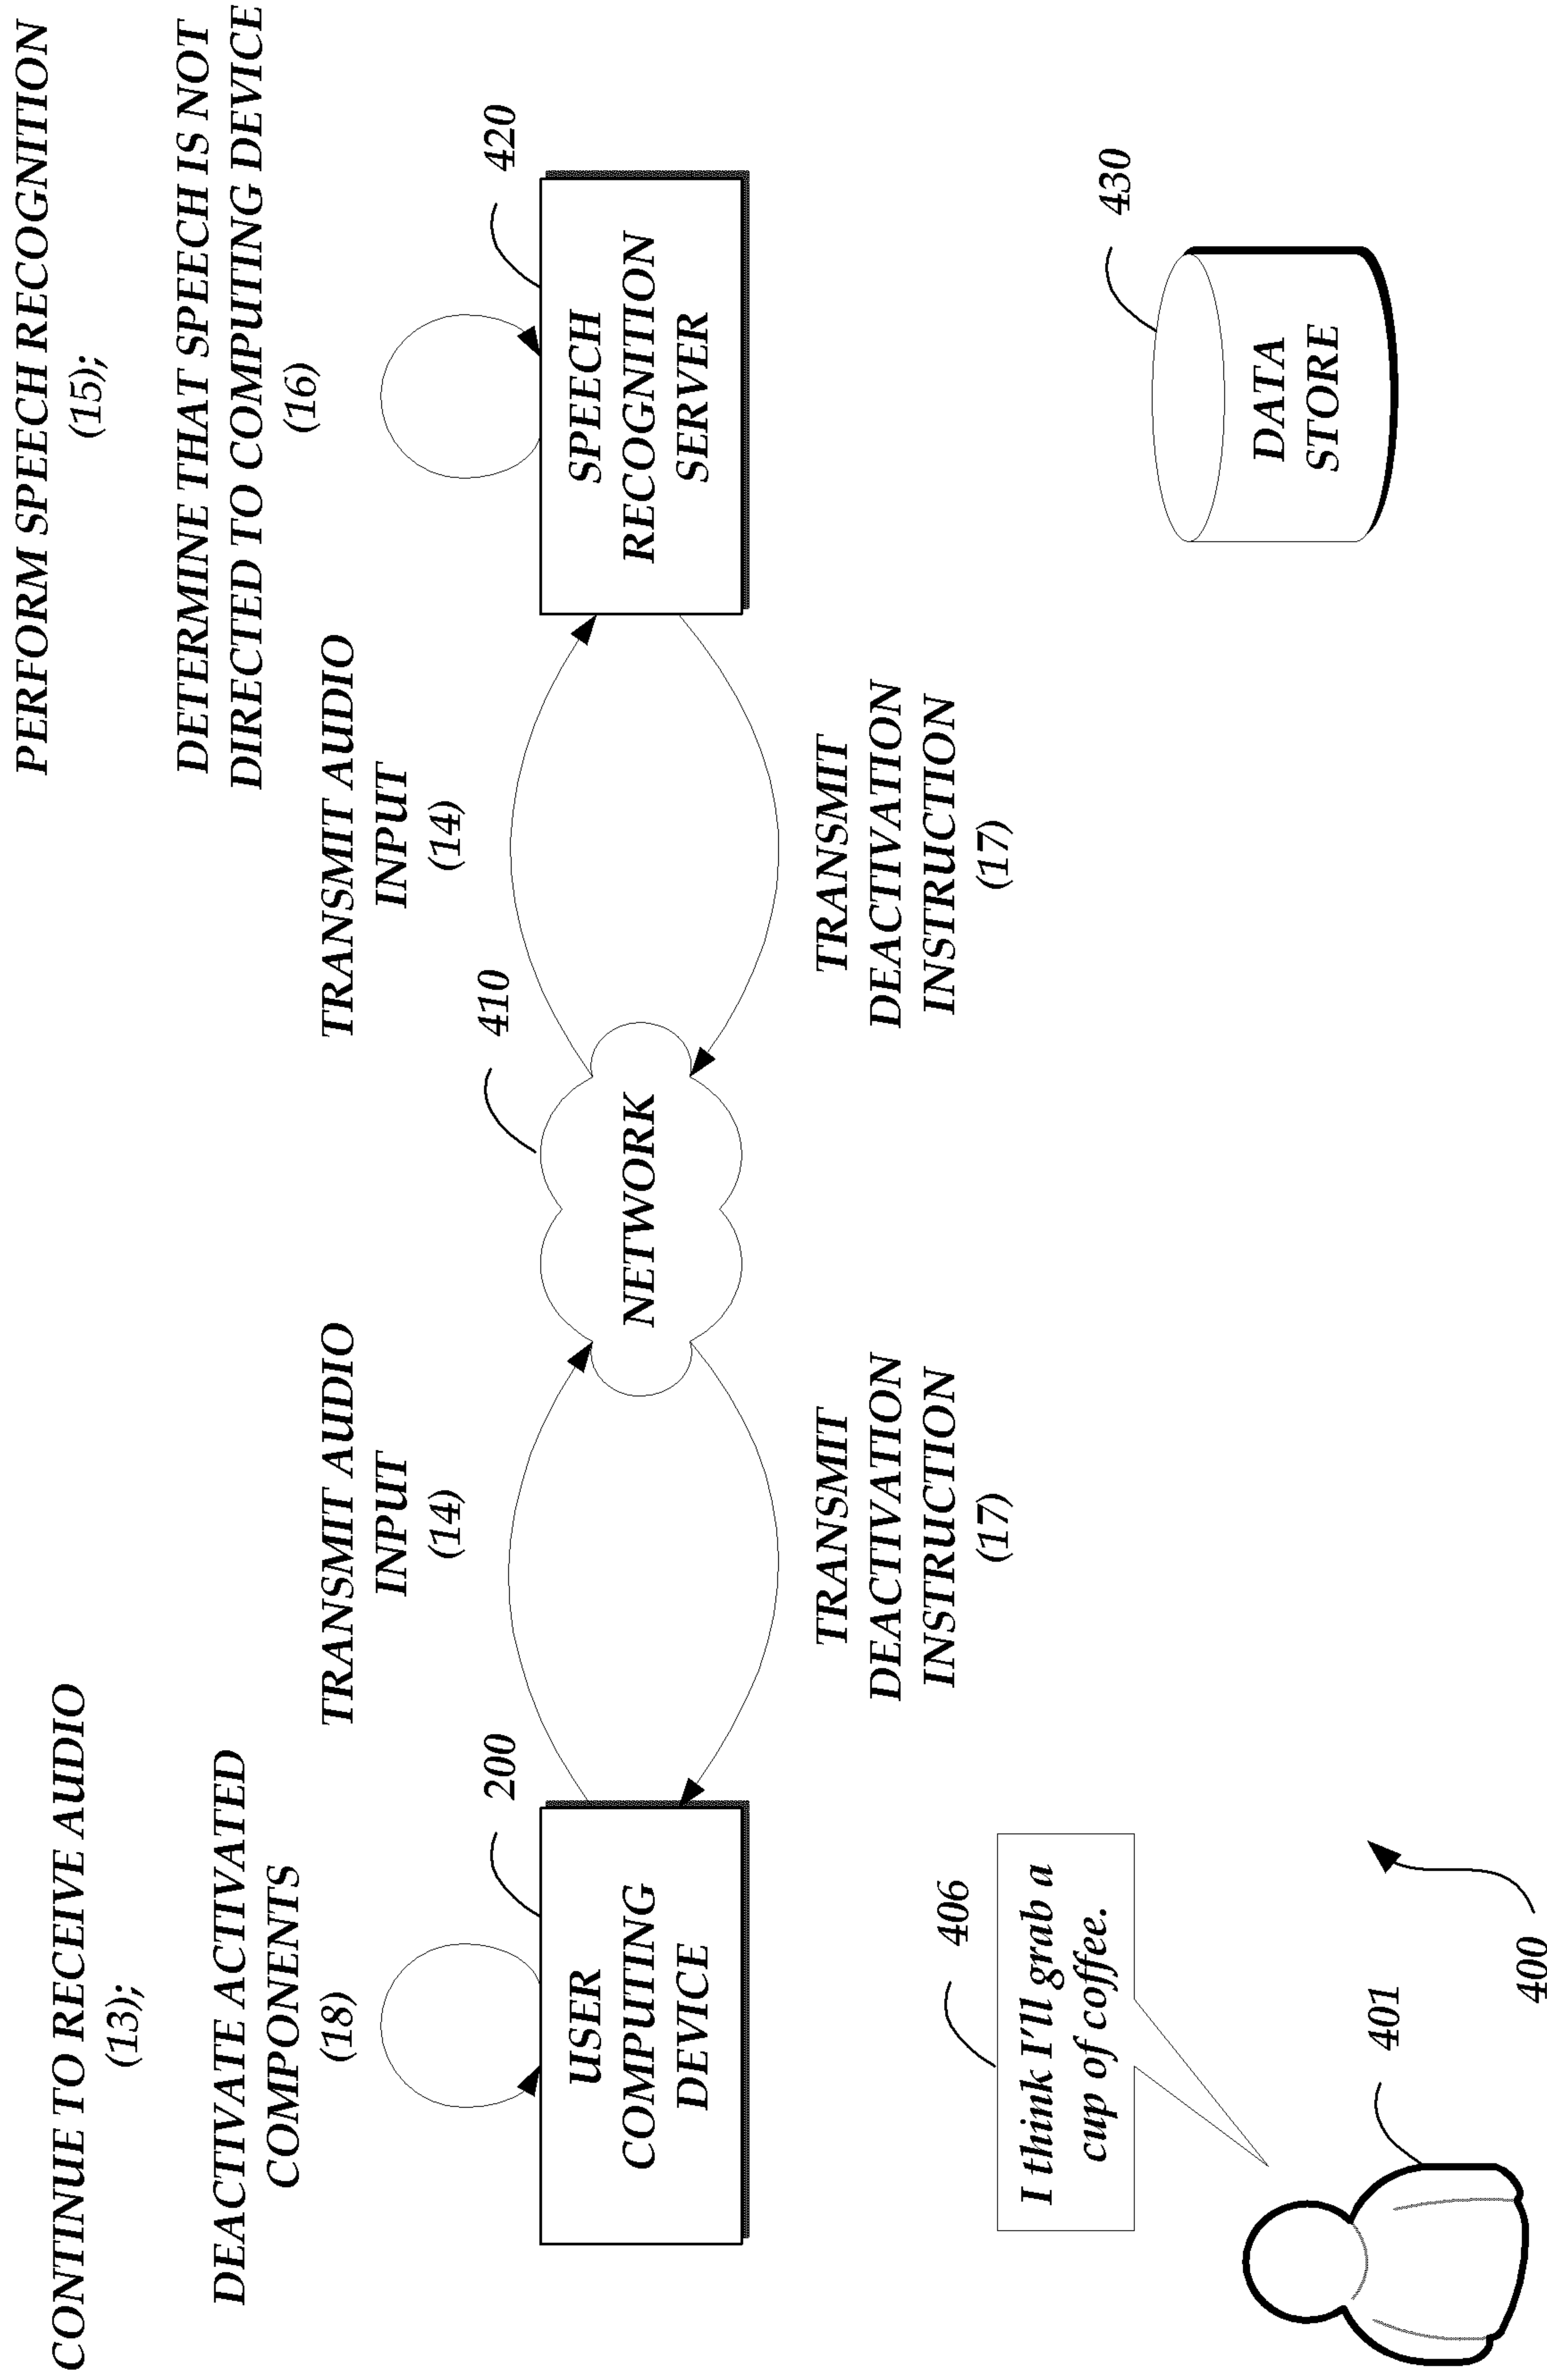 CONTINUE TO RECEIVE AUDIO
(13);
DEACTIVATE ACTIVATED
COMPONENTS
(18)
PERFORM SPEECH RECOGNITION
(15);
DETERMINE THAT SPEECH IS NOT
DIRECTED TO COMPUTING DEVICE
(16)
TRANSMIT AUDIO
INPUT
(14)
TRANSMIT AUDIO
INPUT
(14)
200
410
420
USER
COMPUTING
DEVICE
NETWORK
SPEECH
RECOGNITION
SERVER
TRANSMIT
DEACTIVATION
INSTRUCTION
(17)
TRANSMIT
DEACTIVATION
INSTRUCTION
(17)
406
I think I'll grab a
cup of coffee.
430
DATA
STORE
401
400